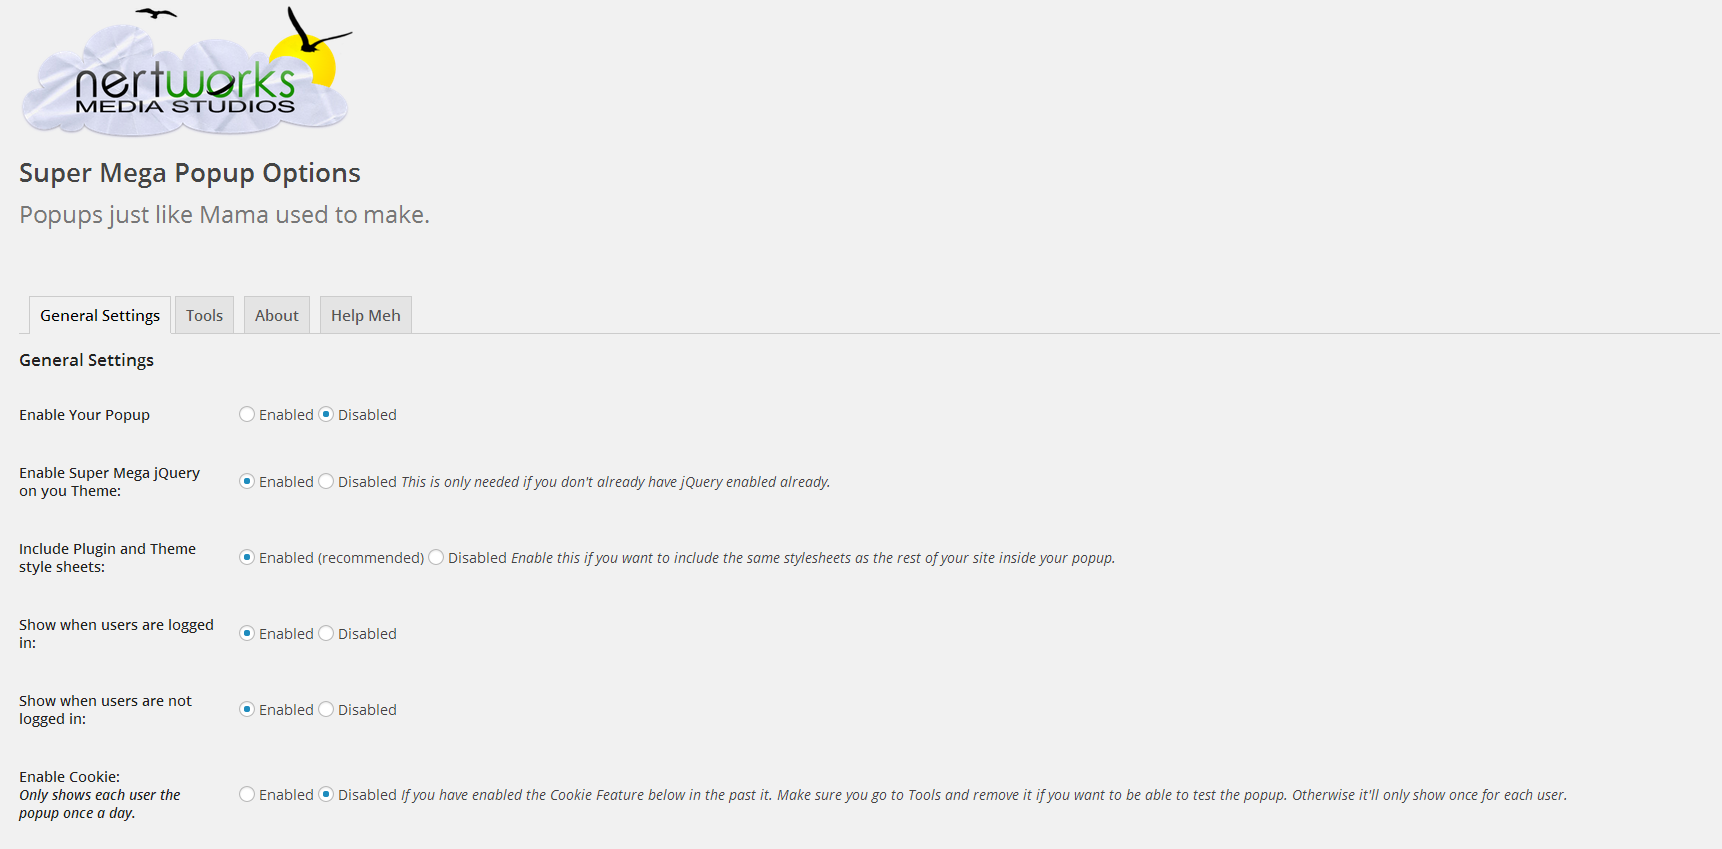 nertworks
MEDIA STUDIOS
Super Mega Popup Options
Popups just like Mama used to make.
General Settings Tools About Help Meh
General Settings
Enable Your Popup Enabled Disabled
Enable Super Mega jQuery
on you Theme:
Enabled Disabled This is only needed if you don't already have jQuery enabled already.
Include Plugin and Theme
style sheets:
Enabled (recommended) Disabled Enable this if you want to include the same stylesheets as the rest of your site inside your popup.
Show when users are logged
in:
Enabled Disabled
Show when users are not
logged in:
Enabled Disabled
Enable Cookie:
Only shows each user the
popup once a day.
Enabled Disabled If you have enabled the Cookie Feature below in the past it. Make sure you go to Tools and remove it if you want to be able to test the popup. Otherwise it'll only show once for each user.